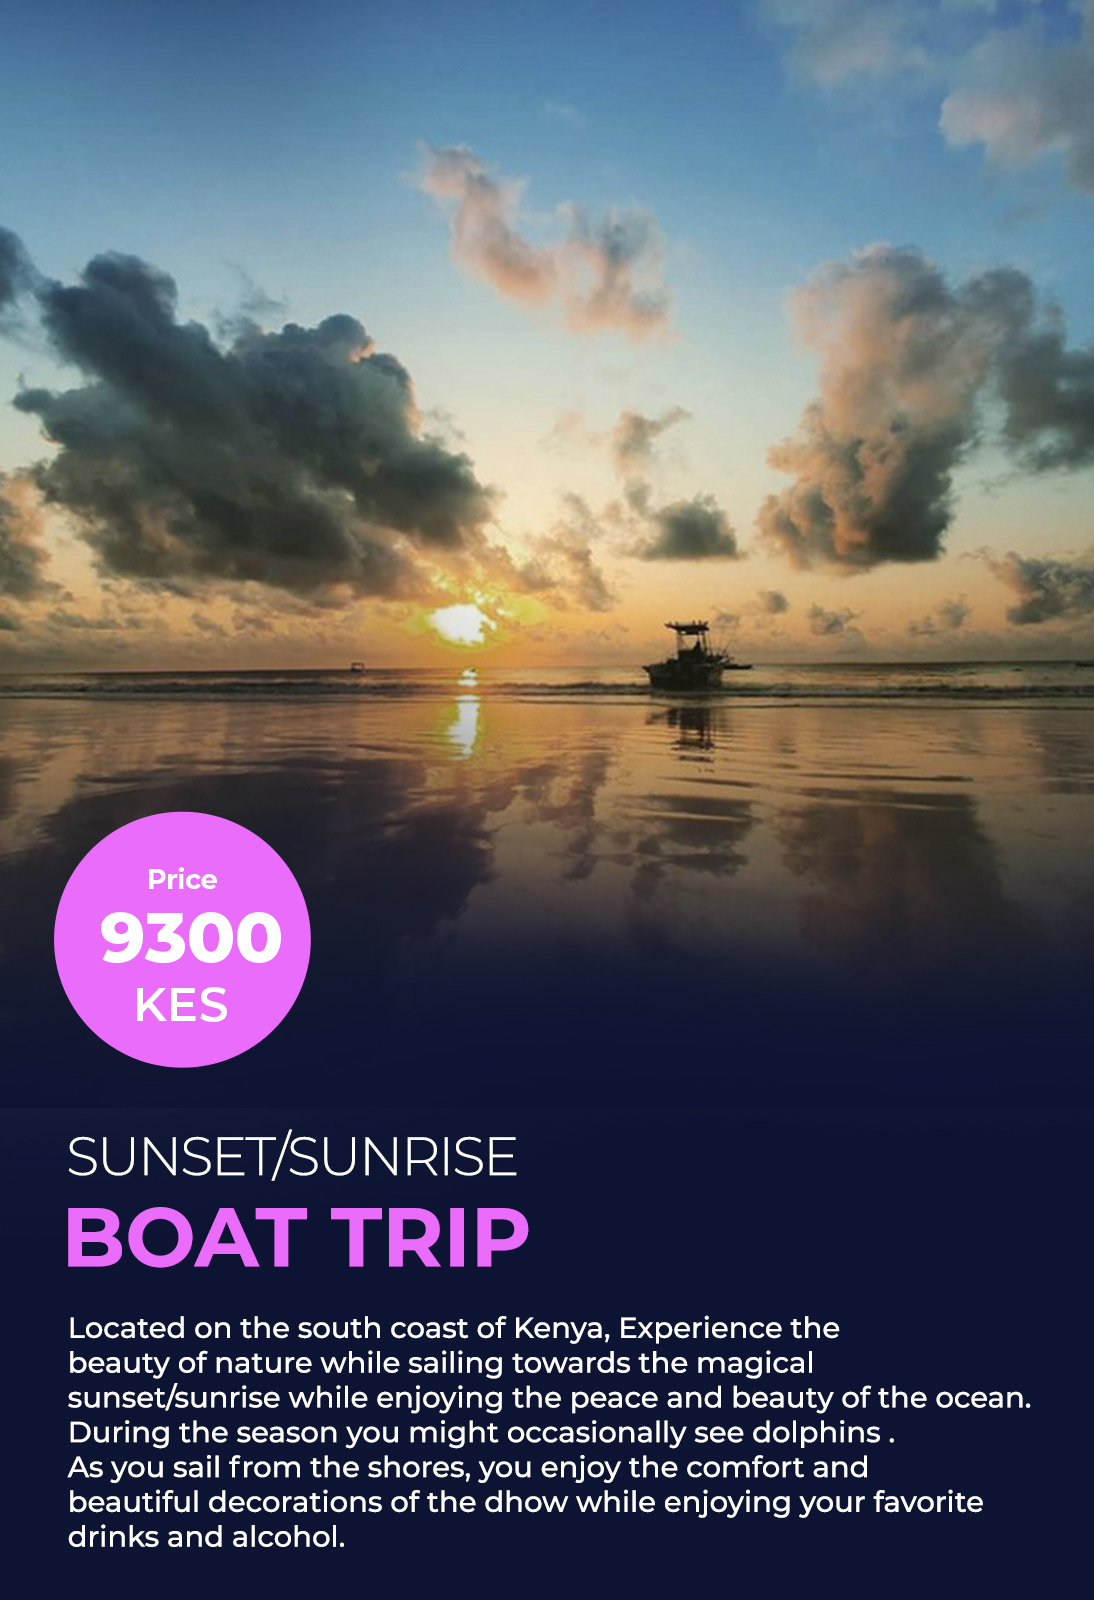 Price
9300
KES
SUNSET/SUNRISE
BOAT TRIP
Located on the south coast of Kenya, Experience the
beauty of nature while sailing towards the magical
sunset/sunrise while enjoying the peace and beauty of the ocean.
During the season you might occasionally see dolphins .
As you sail from the shores, you enjoy the comfort and
beautiful decorations of the dhow while enjoying your favorite
drinks and alcohol.